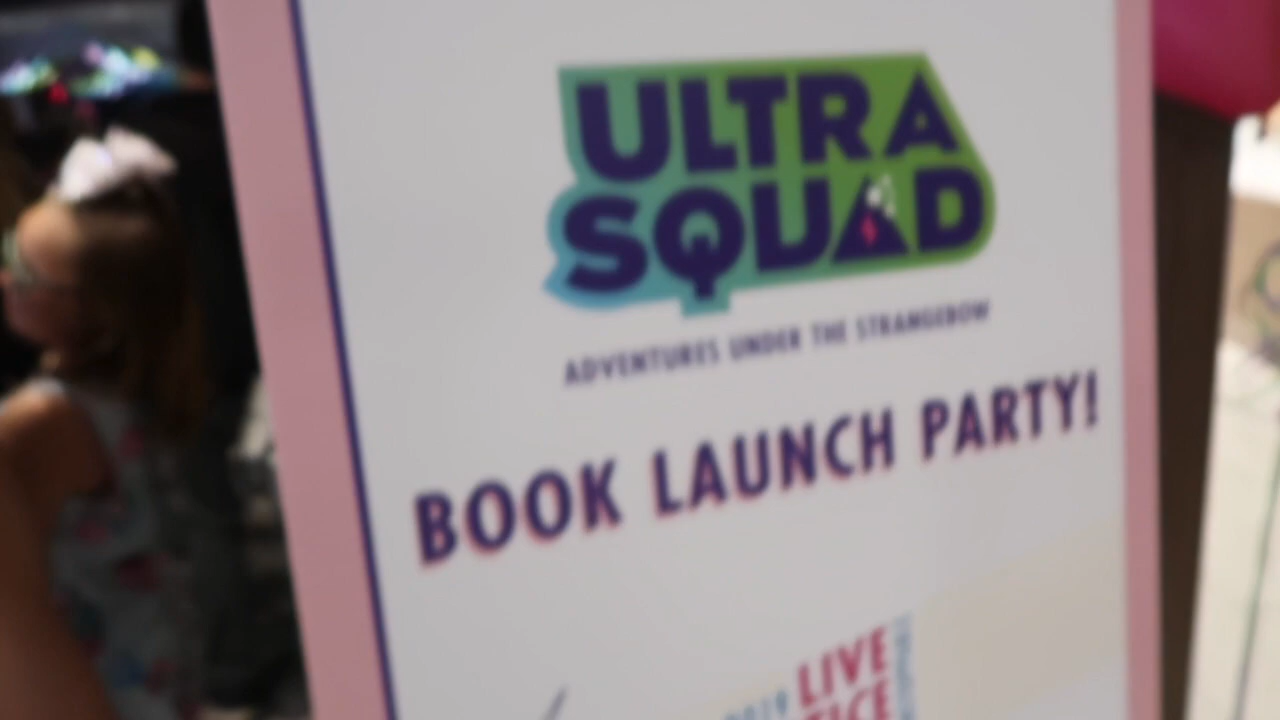 ULTRA
SQUAD
ADVENTURES UNDER THE STRANGEBOW
BOOK LAUNCH PARTY!
LIVE